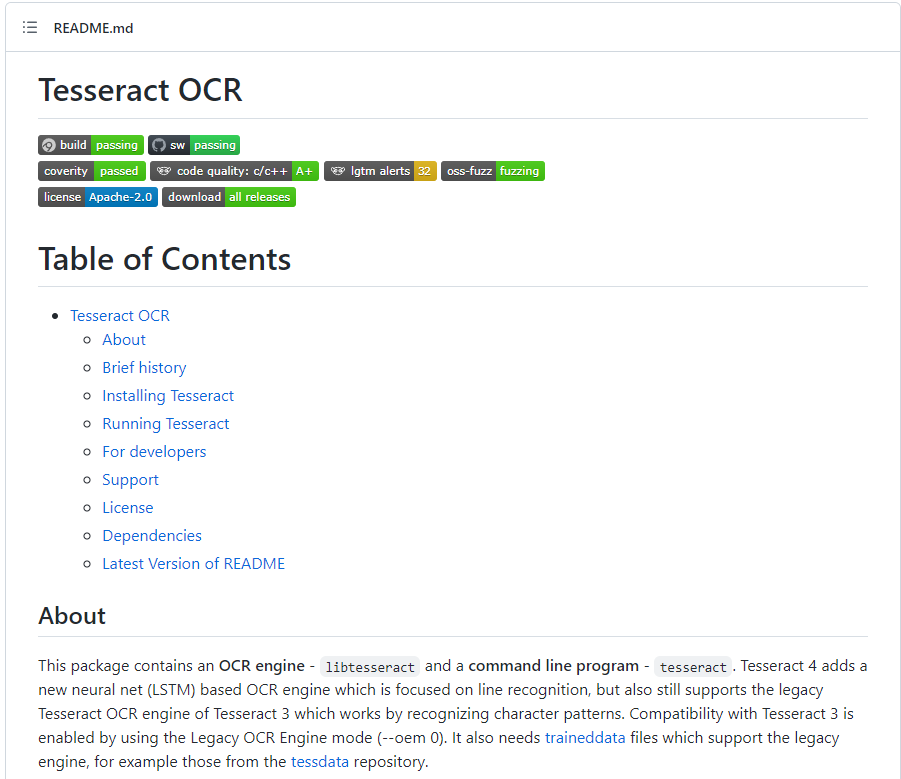 README.md
Tesseract OCR
build passing sw passing
coverity passed code quality: c/c++ A+ lgtm alerts 32 oss-fuzz fuzzing
license Apache-2.0 download all releases
Table of Contents
Tesseract OCR
About
Brief history
Installing Tesseract
Running Tesseract
For developers
Support
License
Dependencies
Latest Version of README
About
This package contains an OCR engine - libtesseract and a command line program - tesseract. Tesseract 4 adds a
new neural net (LSTM) based OCR engine which is focused on line recognition, but also still supports the legacy
Tesseract OCR engine of Tesseract 3 which works by recognizing character patterns. Compatibility with Tesseract 3 is
enabled by using the Legacy OCR Engine mode (--oem 0). It also needs traineddata files which support the legacy
engine, for example those from the tessdata repository.